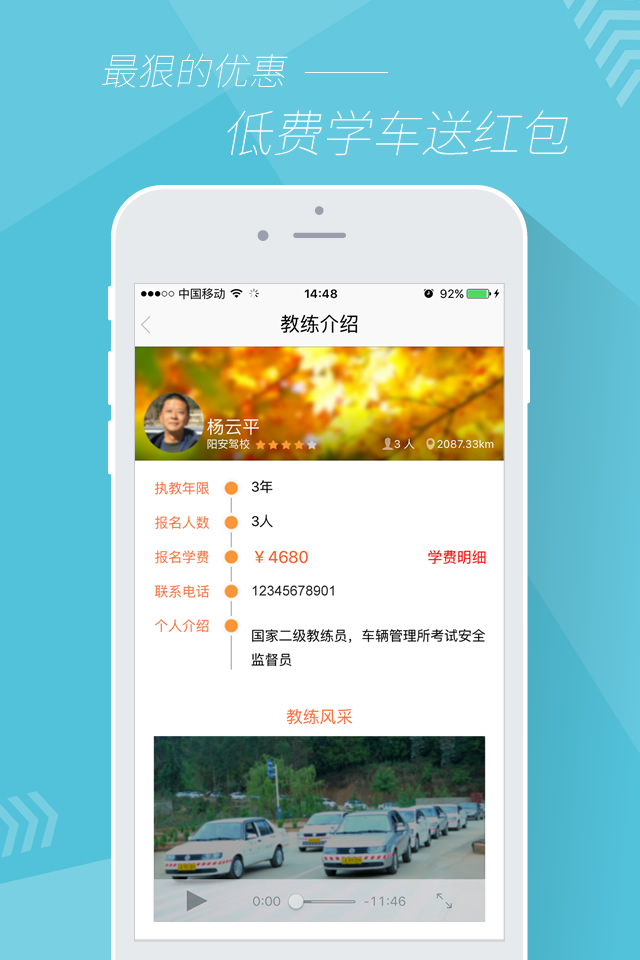 最狠的优惠
低费学车送红包
中国移动 14:48 92%
教练介绍
杨云平
阳安驾校 3 人 2087.33km
执教年限 3年
报名人数 3人
报名学费 ￥4680 学费明细
联系电话 12345678901
个人介绍 国家二级教练员，车辆管理所考试安全
监督员
教练风采
0:00 -11:46